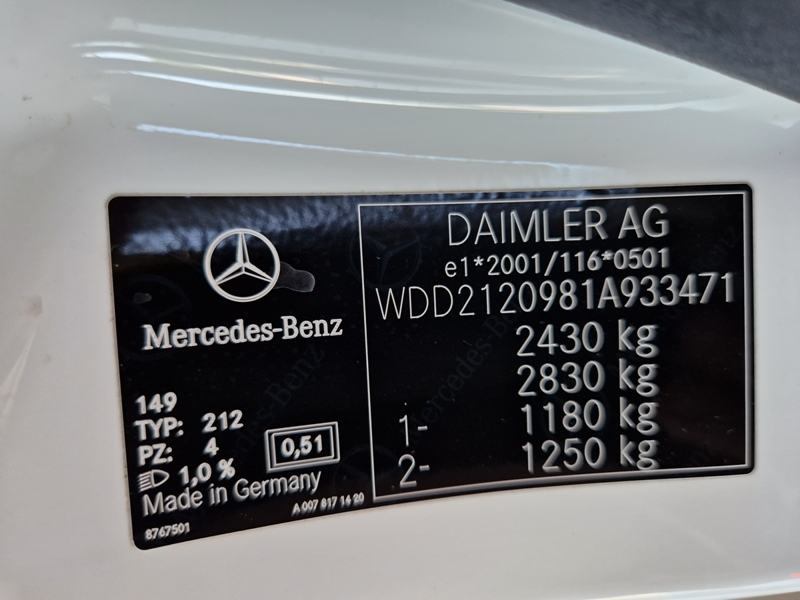 Mercedes-Benz
149
TYP: 212
PZ: 4
1,0 %
0,51
Made in Germany
A 007 817 14 20
8767501
DAIMLER AG
e1*2001/116*0501
WDD2120981A933471
2430 kg
2830 kg
1- 1180 kg
2- 1250 kg